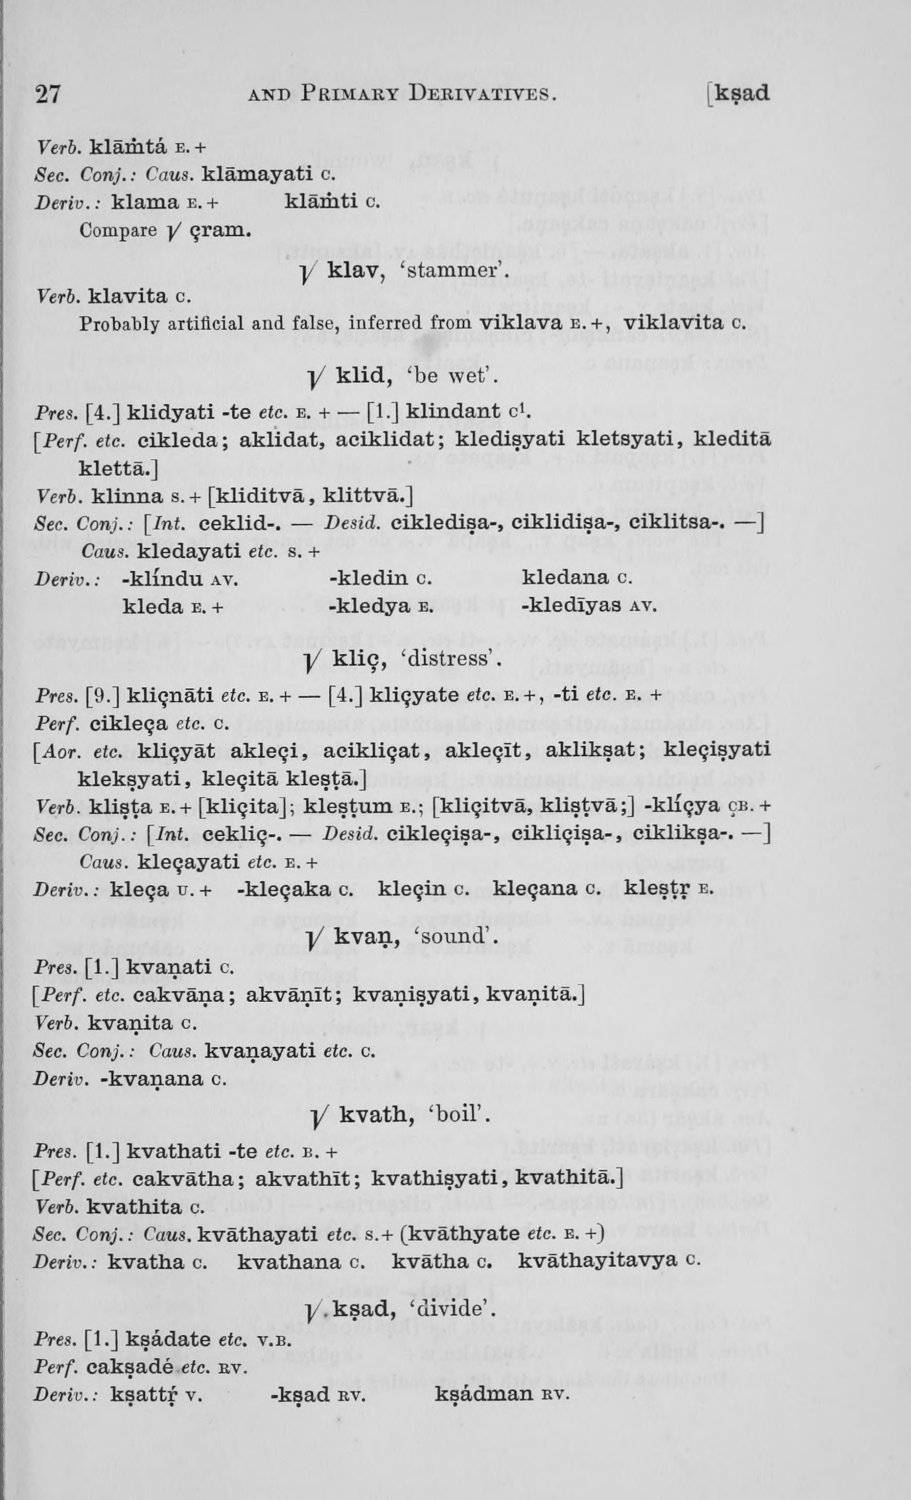 27 AND PRIMARY DERIVATIVES. [kṣad
Verb. klāṁtá E. +
Sec. Conj.: Caus. klāmayati C.
Deriv.: klama E. + klāṁti C.
Compare √ çram.
√ klav, ‘stammer’.
Verb. klavita C.
Probably artificial and false, inferred from viklava E. +, viklavita C.
√ klid, ‘be wet’.
Pres. [4.] klidyati -te etc. E. + — [1.] klindant C¹.
[Perf. etc. cikleda; aklidat, aciklidat; klediṣyati kletsyati, kleditā
klettā.]
Verb. klinna S. + [kliditvā, klittvā.]
Sec. Conj.: [Int. ceklid-. — Desid. cikledíṣa-, ciklidiṣa-, ciklitsa-. —]
Caus. kledayati etc. S. +
Deriv.: -klíndu AV. -kledin C. kledana C.
kleda E. + -kledya E. -kledīyas AV.
√ kliç, ‘distress’.
Pres. [9.] kliçnāti etc. E. + — [4.] kliçyate etc. E. +, -ti etc. E. +
Perf. cikleça etc. C.
[Aor. etc. kliçyāt akleçi, acikliçat, akleçīt, aklikṣat; kleçiṣyati
klekṣyati, kleçitā kleṣṭā.]
Verb. kliṣṭa E. + [kliçita]; kleṣṭum E.; [kliçitvā, kliṣṭvā;] -klíçya ÇB. +
Sec. Conj.: [Int. cekliç-. — Desid. cikleçiṣa-, cikliçiṣa-, ciklikṣa-. —]
Caus. kleçayati etc. E. +
Deriv.: kleça U. + -kleçaka C. kleçin C. kleçana C. kleṣṭṛ E.
√ kvaṇ, ‘sound’.
Pres. [1.] kvaṇati C.
[Perf. etc. cakvāṇa; akvāṇīt; kvaṇiṣyati, kvaṇitā.]
Verb. kvaṇita C.
Sec. Conj.: Caus. kvaṇayati etc. C.
Deriv. -kvaṇana C.
√ kvath, ‘boil’.
Pres. [1.] kvathati -te etc. B. +
[Perf. etc. cakvātha; akvathīt; kvathiṣyati, kvathitā.]
Verb. kvathita C.
Sec. Conj.: Caus. kvāthayati etc. S. + (kvāthyate etc. E. +)
Deriv.: kvatha C. kvathana C. kvātha C. kvāthayitavya C.
√ kṣad, ‘divide’.
Pres. [1.] kṣádate etc. V.B.
Perf. cakṣadé etc. RV.
Deriv.: kṣattṛ́ V. -kṣad RV. kṣádman RV.